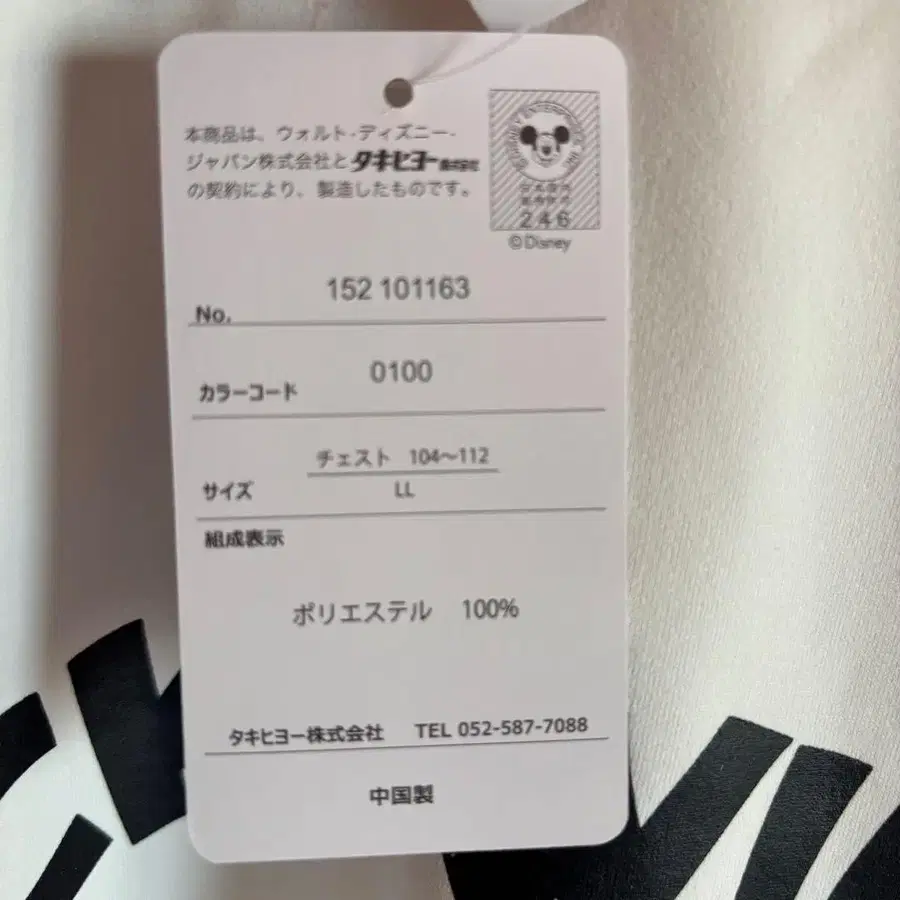 本商品は、ウォルト・ディズニー・
ジャパン株式会社とタキヒヨー株式会社
の契約により、製造したものです。
246
©Disney
152 101163
No.
0100
カラーコード
チェスト 104〜112
サイズ
LL
組成表示
ポリエステル 100%
タキヒヨー株式会社 TEL 052-587-7088
中国製